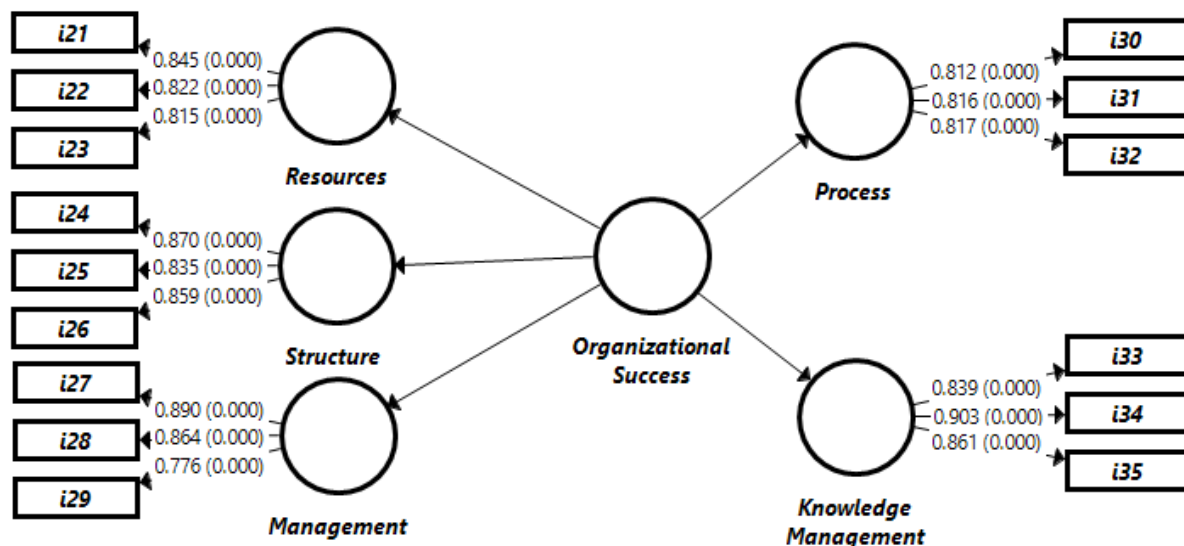 i21
i22
i23
0.845 (0.000)
0.822 (0.000)
0.815 (0.000)
Resources
i24
i25
i26
0.870 (0.000)
0.835 (0.000)
0.859 (0.000)
Structure
i27
i28
i29
0.890 (0.000)
0.864 (0.000)
0.776 (0.000)
Management
Organizational
Success
Process
0.812 (0.000)
0.816 (0.000)
0.817 (0.000)
i30
i31
i32
Knowledge
Management
0.839 (0.000)
0.903 (0.000)
0.861 (0.000)
i33
i34
i35